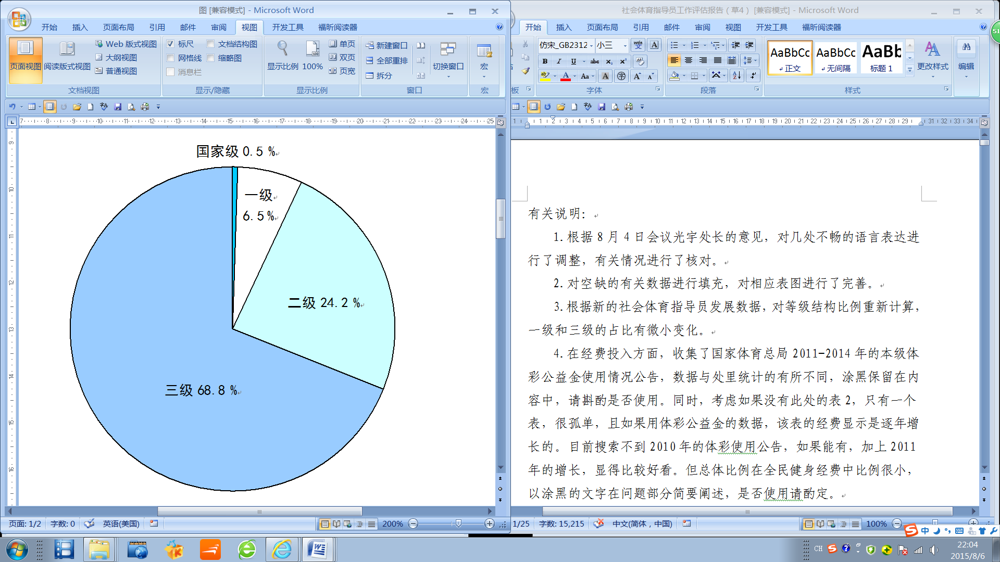 图 [兼容模式] - Microsoft Word
开始 插入 页面布局 引用 邮件 审阅 视图 开发工具 福昕阅读器
页面视图
阅读版式视图
Web 版式视图
大纲视图
普通视图
文档视图
标尺
网格线
消息栏
文档结构图
缩略图
显示/隐藏
显示比例
100%
单页
双页
页宽
显示比例
新建窗口
全部重排
拆分
切换窗口
窗口
宏
宏
国家级 0.5 %
一级
6.5%
二级 24.2 %
三级 68.8 %
页面: 1/2 字数: 0 英语(美国) 200%
社会体育指导员工作评估报告（草4） [兼容模式] - Microsoft Word
开始 插入 页面布局 引用 邮件 审阅 视图 开发工具 福昕阅读器
仿宋_GB2312 小三
字体
段落
AaBbCc 正文
AaBbCc 无间隔
AaBb 标题 1
更改样式
样式
编辑
有关说明：
1. 根据 8 月 4 日会议光宇处长的意见，对几处不畅的语言表达进
行了调整，有关情况进行了核对。
2. 对空缺的有关数据进行填充，对相应表图进行了完善。
3. 根据新的社会体育指导员发展数据，对等级结构比例重新计算，
一级和三级的占比有微小变化。
4. 在经费投入方面，收集了国家体育总局 2011-2014 年的本级体
彩公益金使用情况公告，数据与处里统计的有所不同，涂黑保留在内
容中，请斟酌是否使用。同时，考虑如果没有此处的表 2，只有一个
表，很孤单，且如果用体彩公益金的数据，该表的经费显示是逐年增
长的。目前搜索不到 2010 年的体彩使用公告，如果能有，加上 2011
年的增长，显得比较好看。但总体比例在全民健身经费中比例很小，
以涂黑的文字在问题部分简要阐述，是否使用请酌定。
1/25 字数: 15,215 中文(简体，中国) 100%
中
CH
22:04
2015/8/6